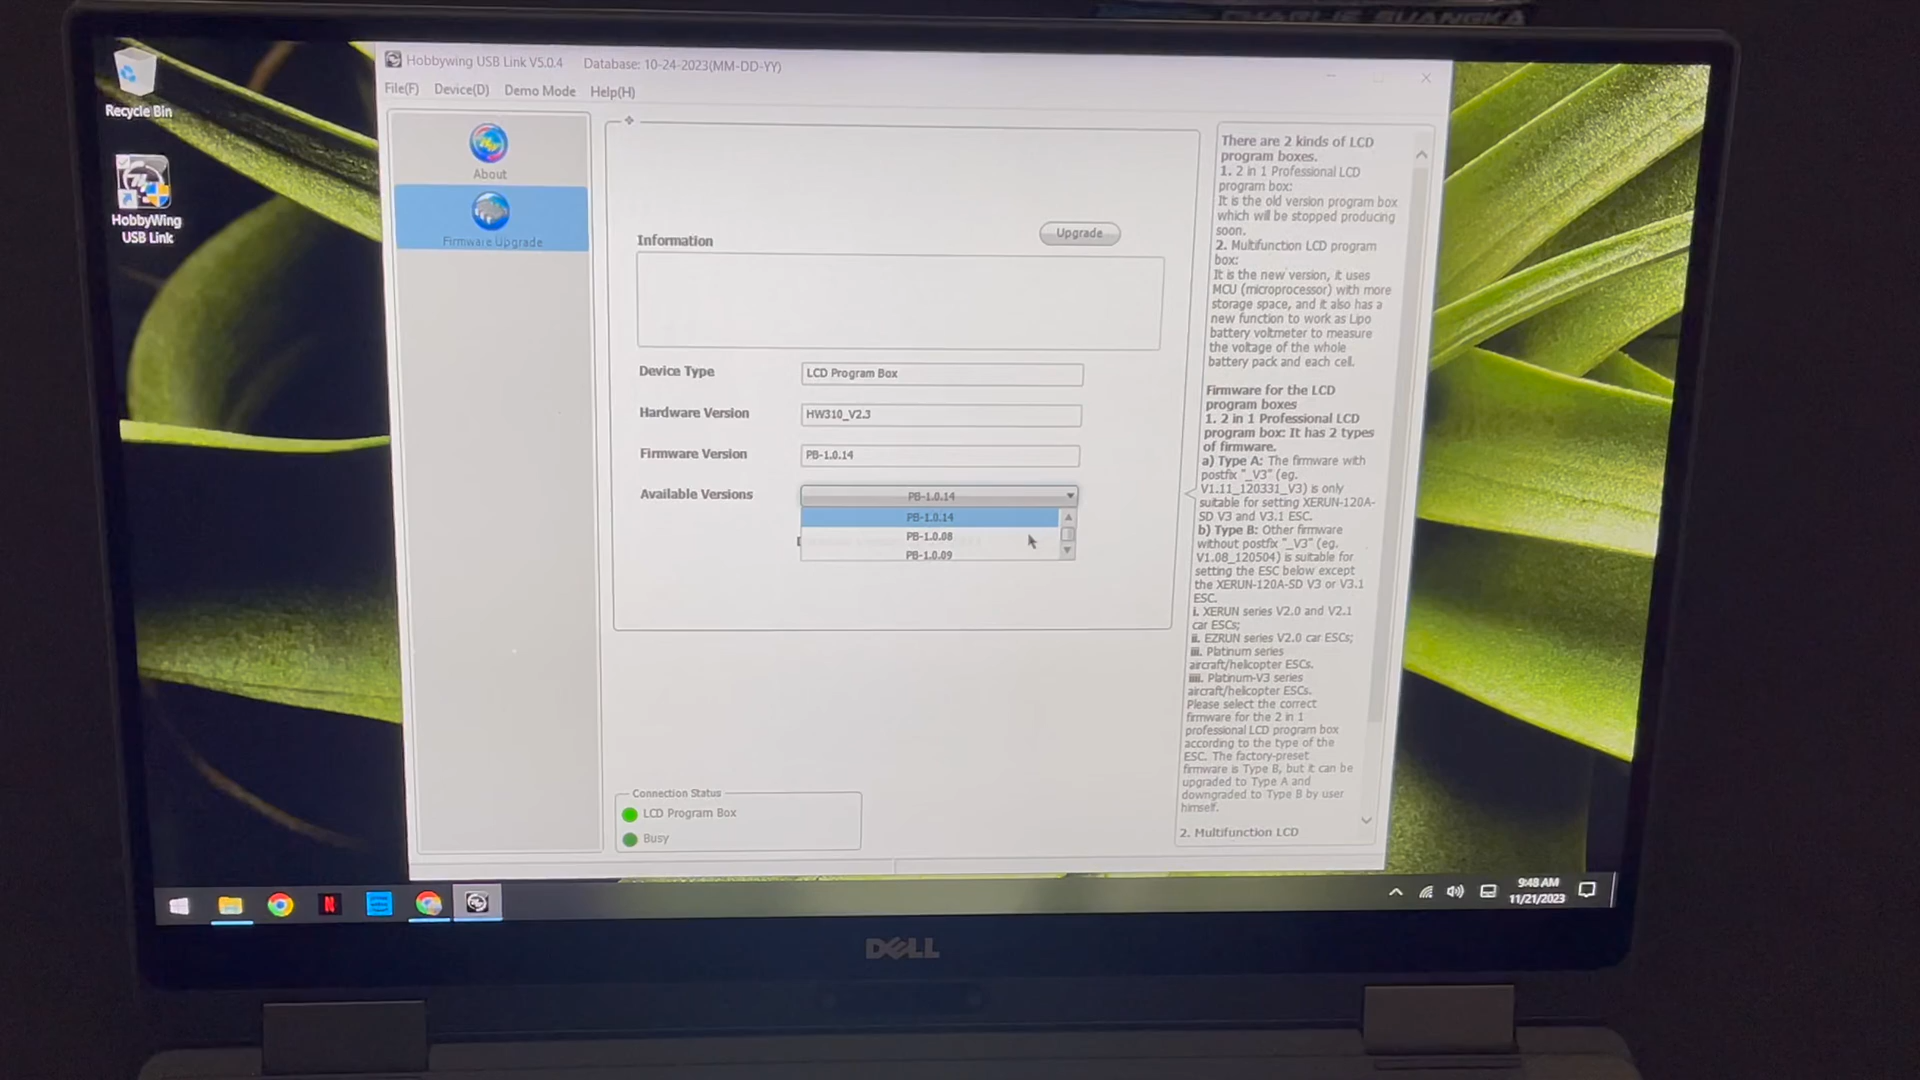 CHARLIE SUANGKA
Recycle Bin
HobbyWing
USB Link
Hobbywing USB Link V5.0.4 Database: 10-24-2023(MM-DD-YY)
File(F) Device(D) Demo Mode Help(H)
About
Firmware Upgrade
Information
Upgrade
Device Type
LCD Program Box
Hardware Version
HW310_V2.3
Firmware Version
PB-1.0.14
Available Versions
PB-1.0.14
PB-1.0.14
PB-1.0.08
PB-1.0.09
Connection Status
LCD Program Box
Busy
There are 2 kinds of LCD
program boxes.
1. 2 in 1 Professional LCD
program box:
It is the old version program box
which will be stopped producing
soon.
2. Multifunction LCD program
box:
It is the new version, it uses
MCU (microprocessor) with more
storage space, and it also has a
new function to work as Lipo
battery voltmeter to measure
the voltage of the whole
battery pack and each cell.
Firmware for the LCD
program boxes
1. 2 in 1 Professional LCD
program box: It has 2 types
of firmware.
a) Type A: The firmware with
postfix "_V3" (eg.
V1.11_120331_V3) is only
suitable for setting XERUN-120A-
SD V3 and V3.1 ESC.
b) Type B: Other firmware
without postfix "_V3" (eg.
V1.08_120504) is suitable for
setting the ESC below except
the XERUN-120A-SD V3 or V3.1
ESC.
i. XERUN series V2.0 and V2.1
car ESCs;
ii. EZRUN series V2.0 car ESCs;
iii. Platinum series
aircraft/helicopter ESCs.
iiii. Platinum-V3 series
aircraft/helicopter ESCs.
Please select the correct
firmware for the 2 in 1
professional LCD program box
according to the type of the
ESC. The factory-preset
firmware is Type B, but it can be
upgraded to Type A and
downgraded to Type B by user
himself.
2. Multifunction LCD
9:48 AM
11/21/2023
DELL